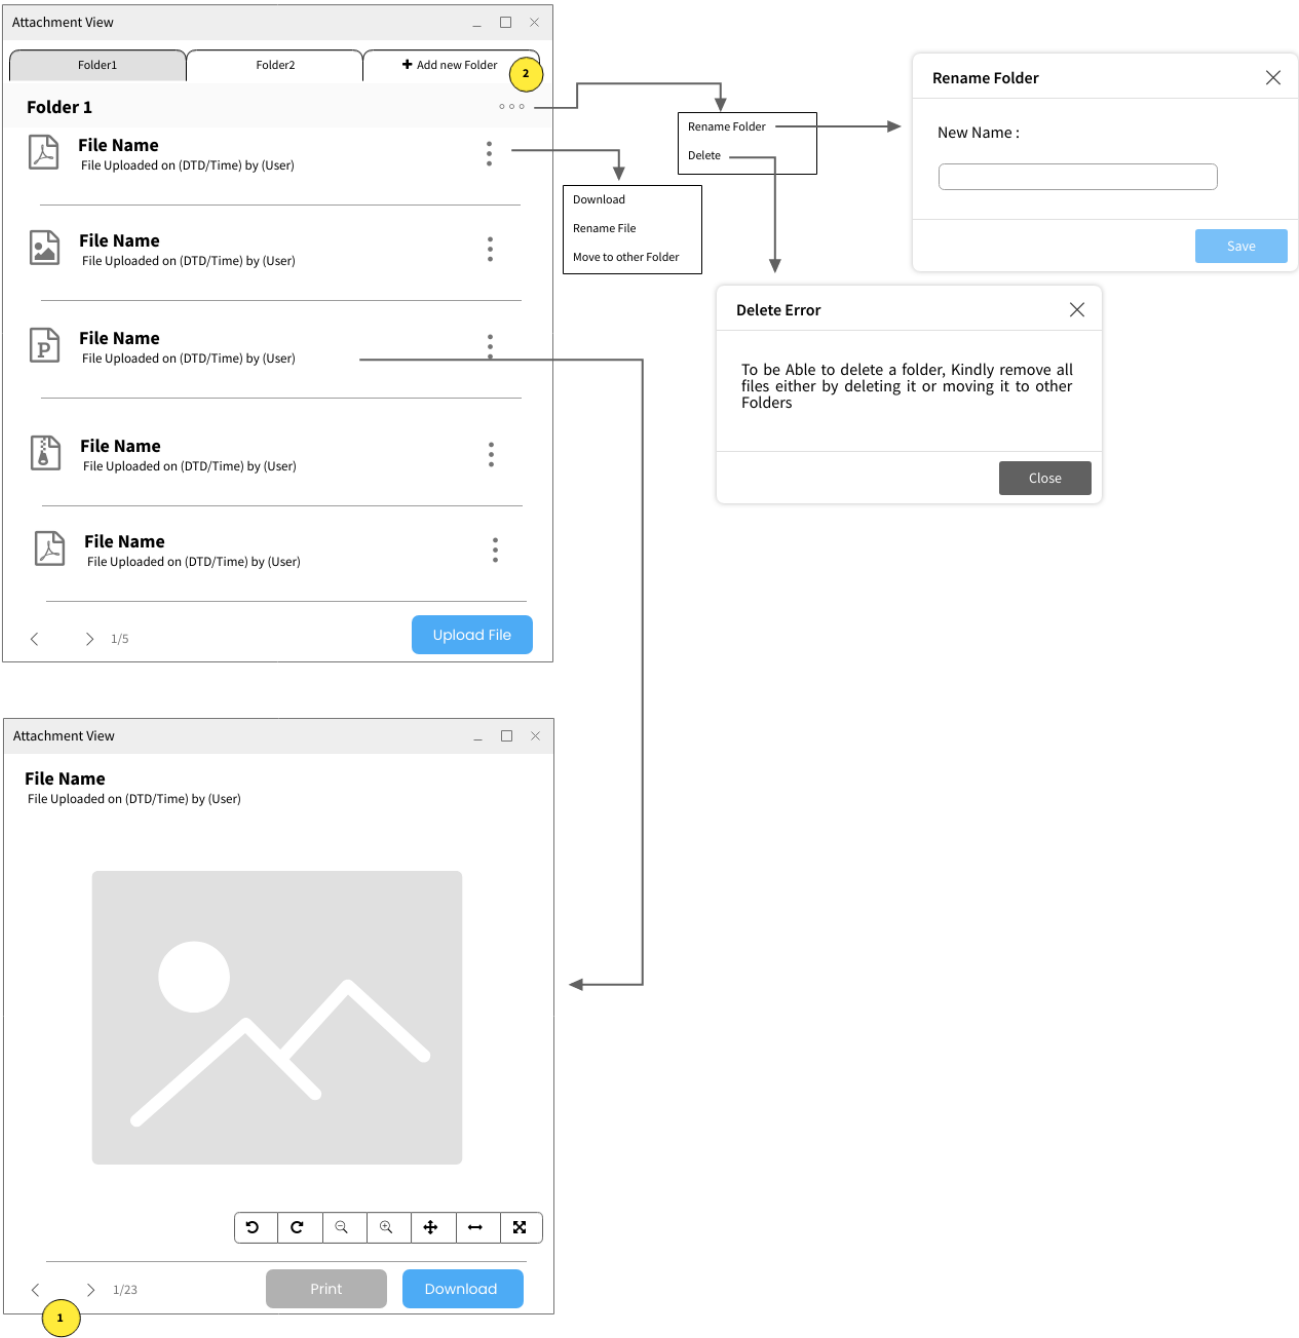 Attachment View
Folder1
Folder2
Add new Folder
2
Folder 1
File Name
File Uploaded on (DTD/Time) by (User)
File Name
File Uploaded on (DTD/Time) by (User)
File Name
File Uploaded on (DTD/Time) by (User)
File Name
File Uploaded on (DTD/Time) by (User)
File Name
File Uploaded on (DTD/Time) by (User)
1/5
Upload File
Download
Rename File
Move to other Folder
Rename Folder
Delete
Rename Folder
New Name :
Save
Delete Error
To be Able to delete a folder, Kindly remove all
files either by deleting it or moving it to other
Folders
Close
Attachment View
File Name
File Uploaded on (DTD/Time) by (User)
1/23
Print
Download
1